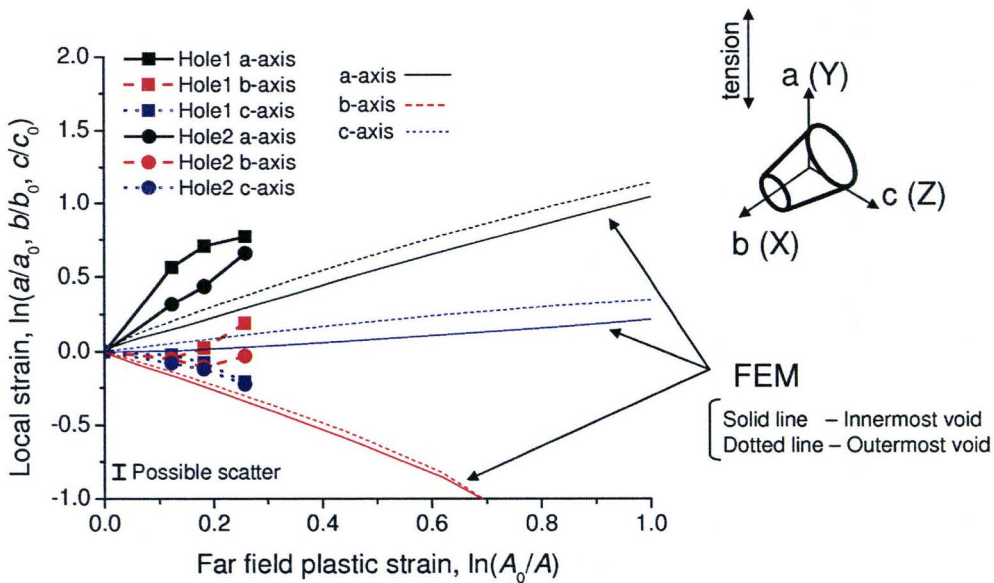 2.0
1.5
1.0
0.5
0.0
-0.5
-1.0
0.0
0.2
0.4
0.6
0.8
1.0
Local strain, ln(a/a₀, b/b₀, c/c₀)
Far field plastic strain, ln(A₀/A)
Hole1 a-axis
Hole1 b-axis
Hole1 c-axis
Hole2 a-axis
Hole2 b-axis
Hole2 c-axis
a-axis
b-axis
c-axis
Possible scatter
tension
a (Y)
c (Z)
b (X)
FEM
Solid line – Innermost void
Dotted line – Outermost void